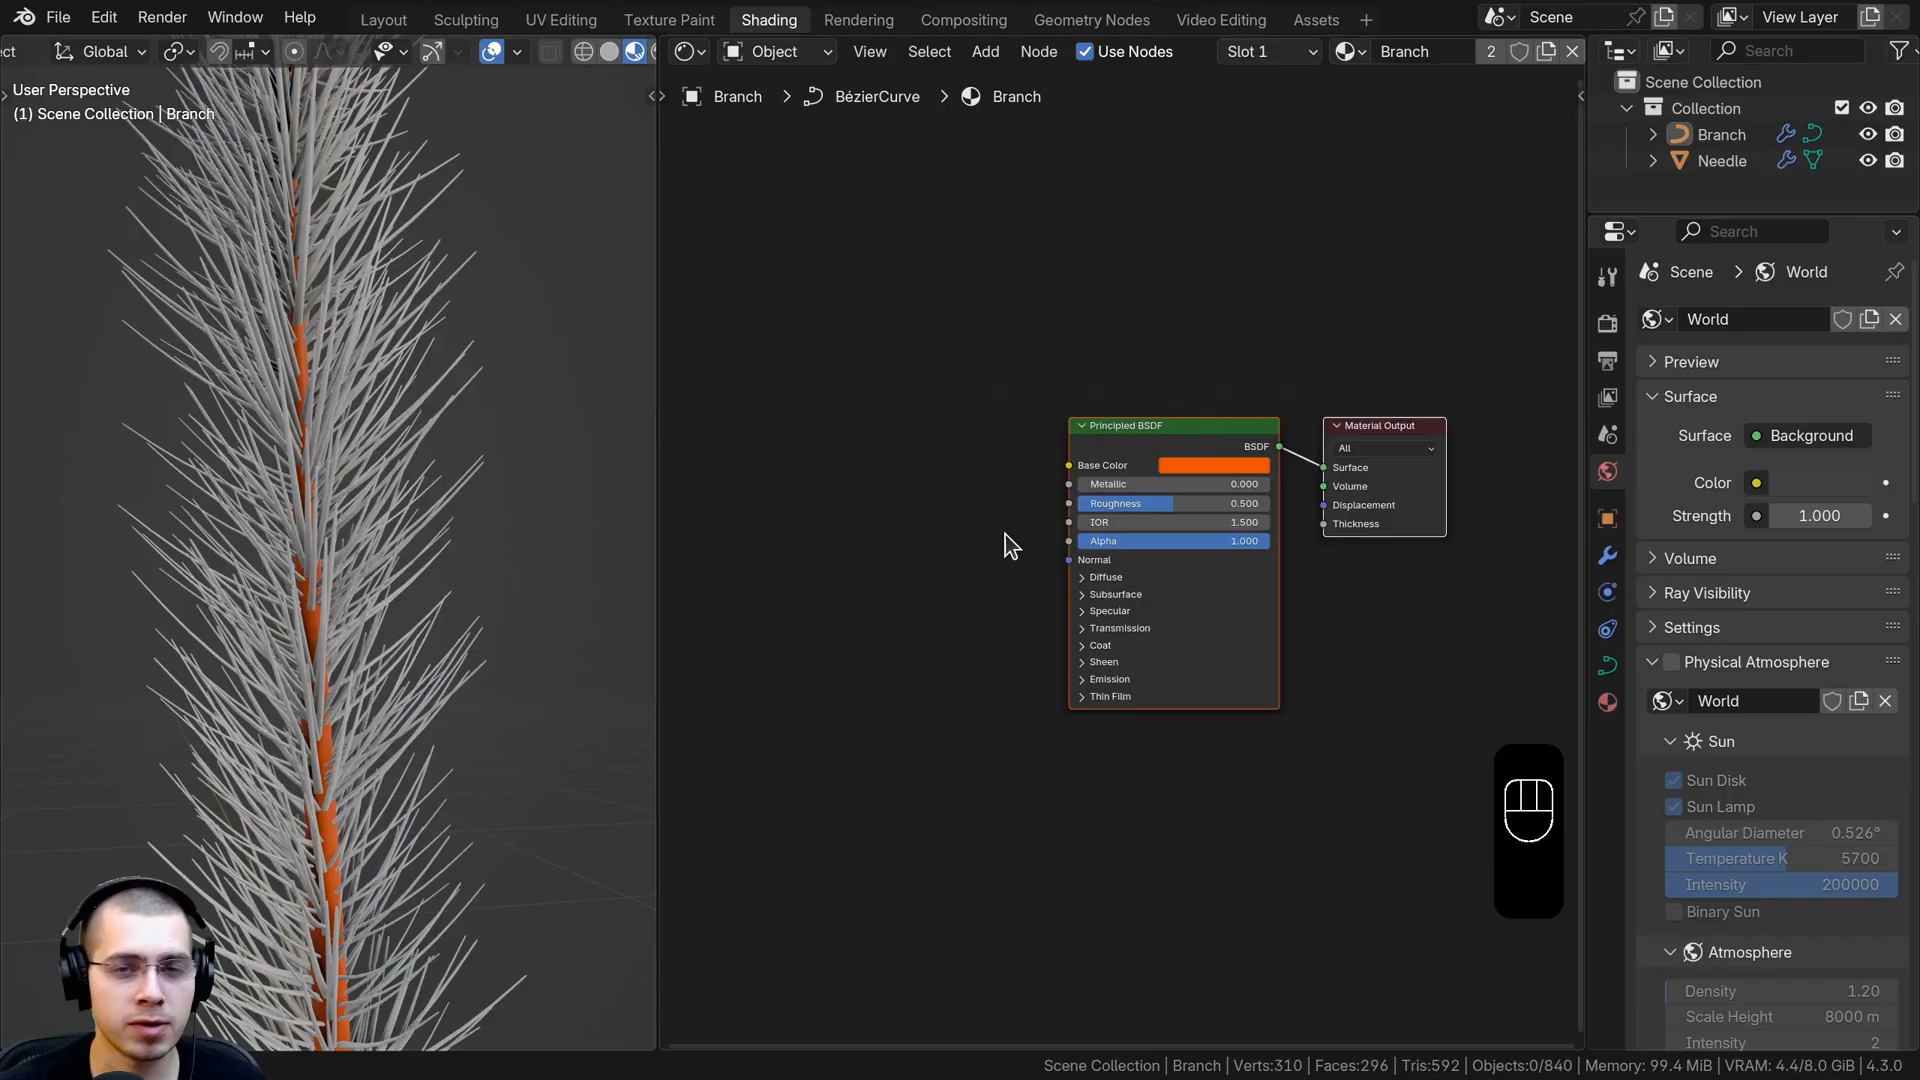 File Edit Render Window Help Layout Sculpting UV Editing Texture Paint Shading Rendering Compositing Geometry Nodes Video Editing Assets + Scene View Layer
ct Global Object View Select Add Node Use Nodes Slot 1 Branch 2 Search
User Perspective
(1) Scene Collection | Branch
Branch > BézierCurve > Branch
Scene Collection
Collection
Branch
Needle
Search
Scene > World
World
Preview
Surface
Surface Background
Color
Strength 1.000
Volume
Ray Visibility
Settings
Physical Atmosphere
World
Sun
Sun Disk
Sun Lamp
Angular Diameter 0.526°
Temperature K 5700
Intensity 200000
Binary Sun
Atmosphere
Density 1.20
Scale Height 8000 m
Intensity 2
Principled BSDF
BSDF
Base Color
Metallic 0.000
Roughness 0.500
IOR 1.500
Alpha 1.000
Normal
Diffuse
Subsurface
Specular
Transmission
Coat
Sheen
Emission
Thin Film
Material Output
All
Surface
Volume
Displacement
Thickness
Scene Collection | Branch | Verts:310 | Faces:296 | Tris:592 | Objects:0/840 | Memory: 99.4 MiB | VRAM: 4.4/8.0 GiB | 4.3.0